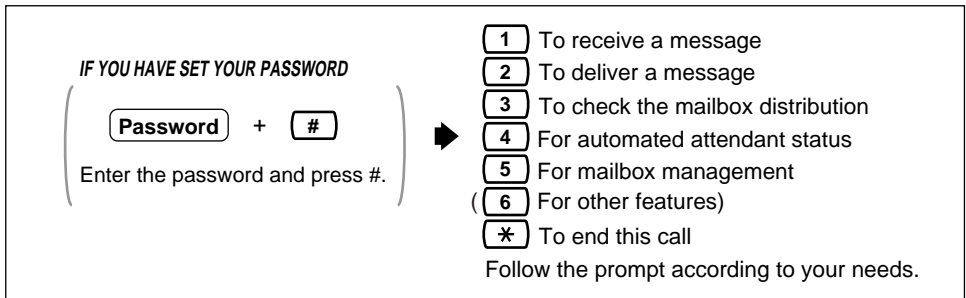 IF YOU HAVE SET YOUR PASSWORD
Password + #
Enter the password and press #.
1 To receive a message
2 To deliver a message
3 To check the mailbox distribution
4 For automated attendant status
5 For mailbox management
(6 For other features)
* To end this call
Follow the prompt according to your needs.